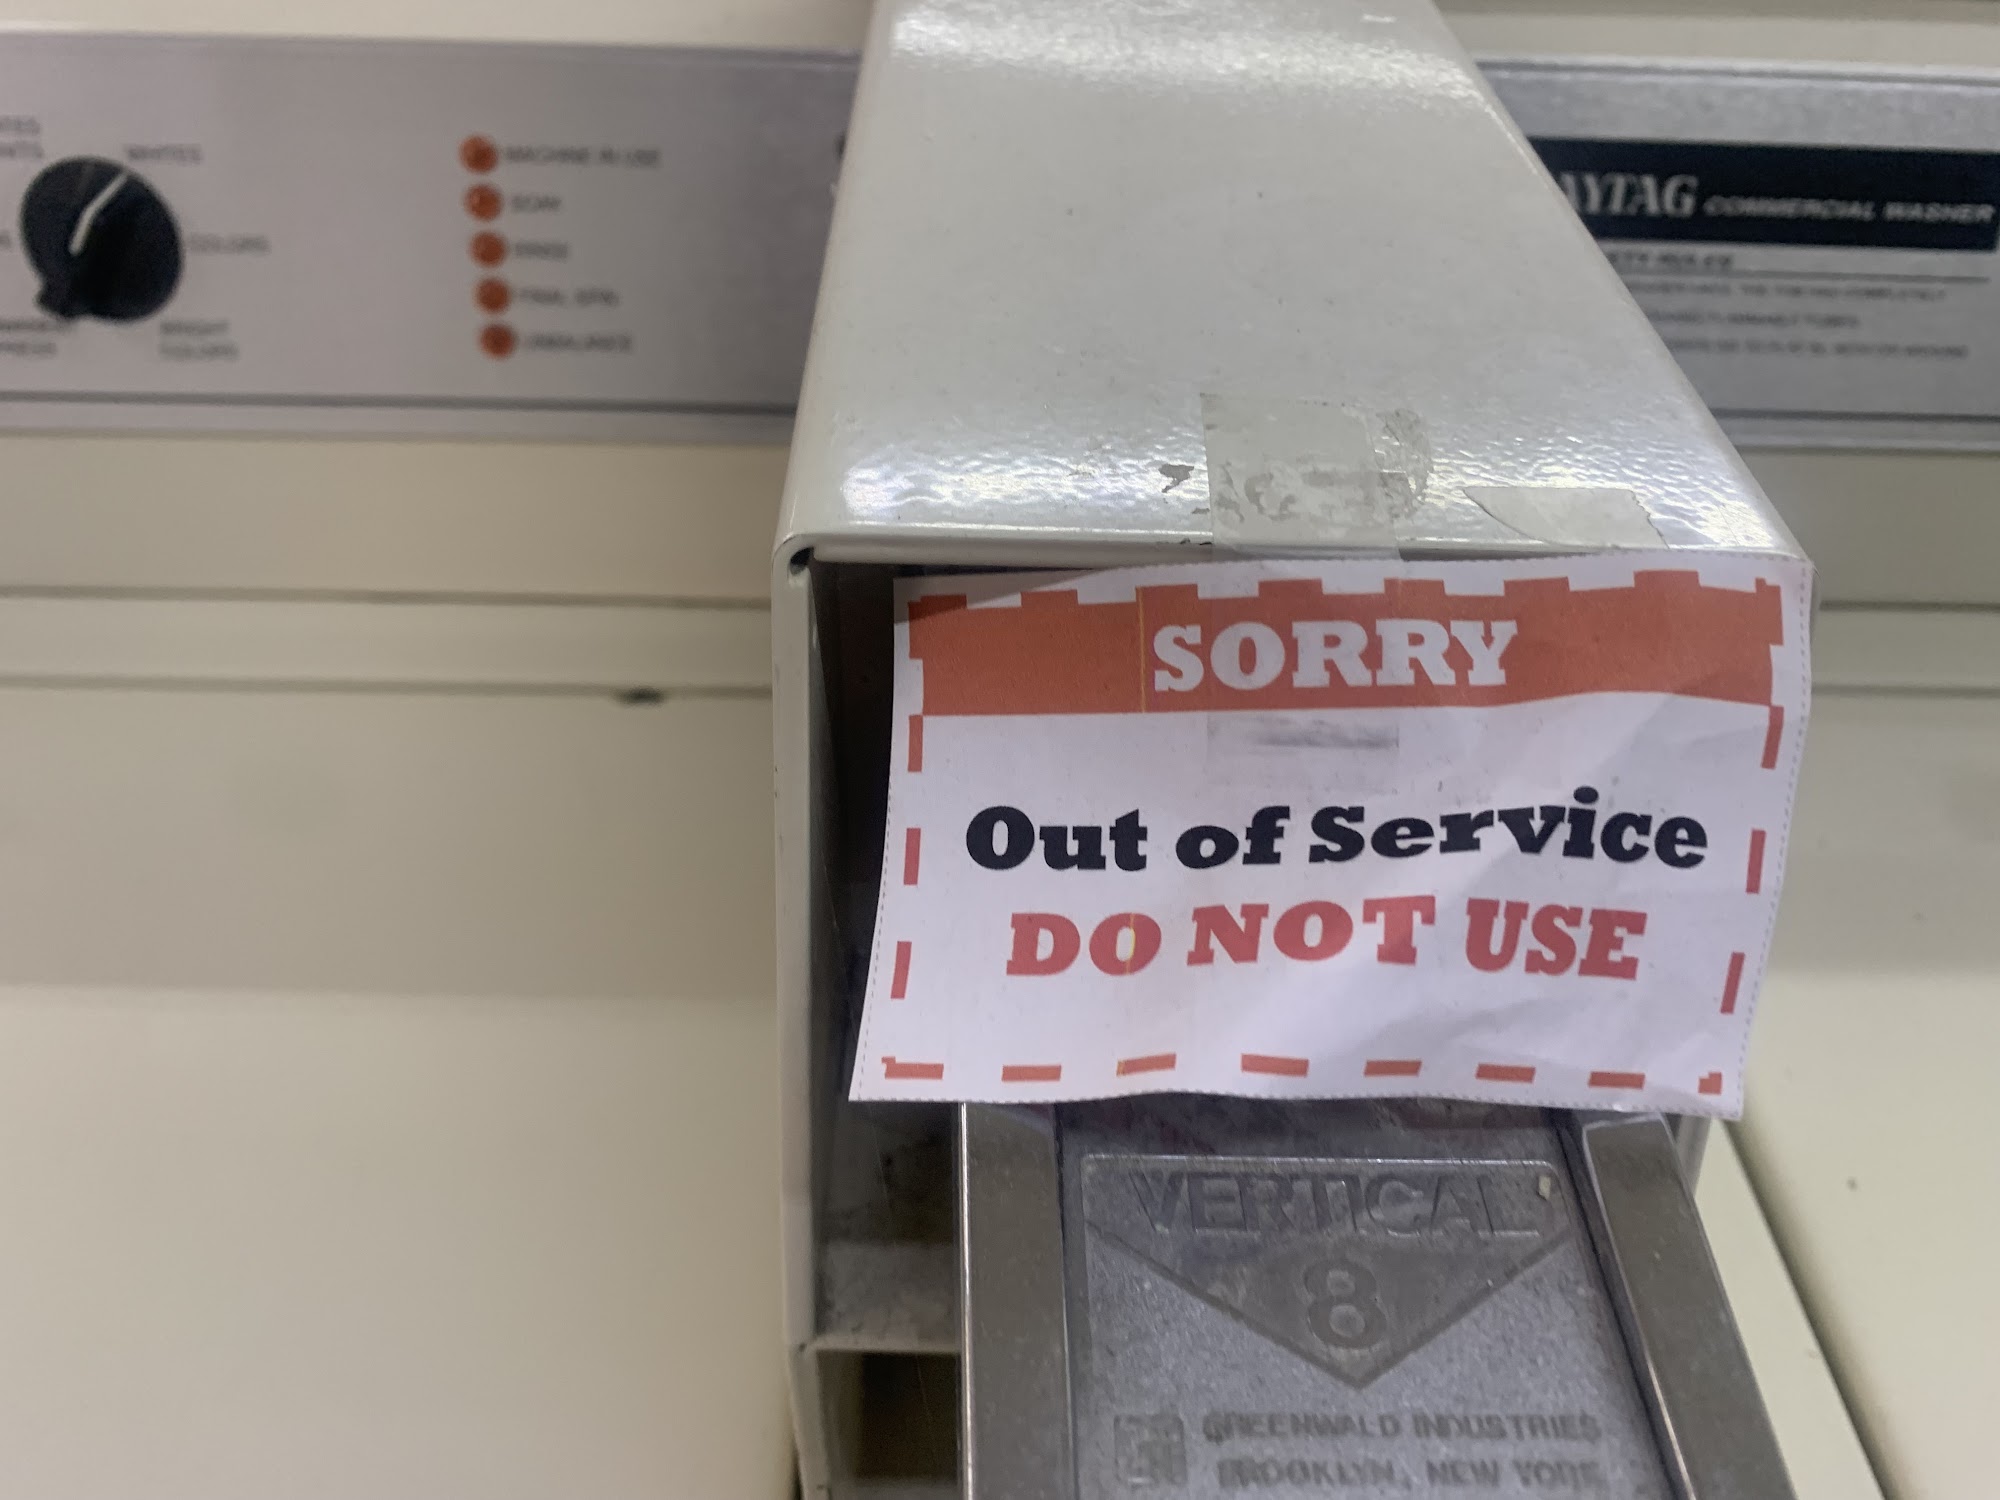 WHITES
COLORS
BRIGHT
COLORS
MACHINE IN USE
SOAK
RINSE
FINAL SPIN
UNBALANCE
AYTAG COMMERCIAL WASHER
SORRY
Out of Service
DO NOT USE
VERTICAL
8
GREENWALD INDUSTRIES
BROOKLYN, NEW YORK